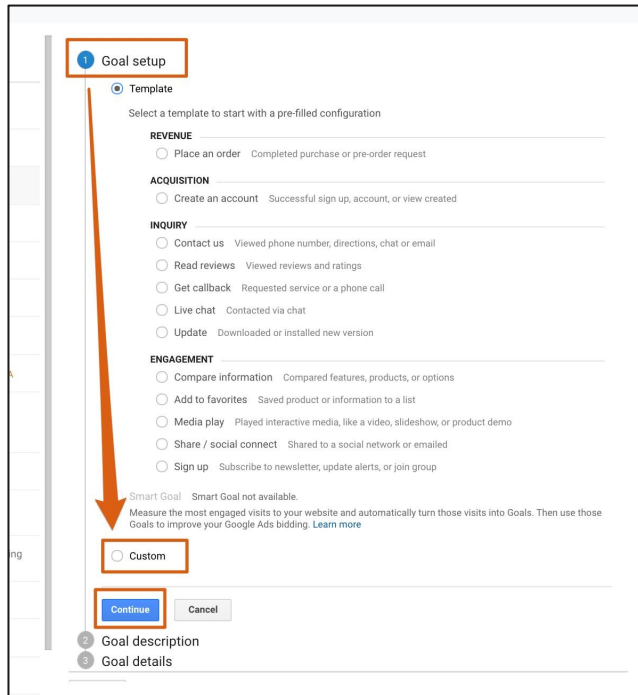 1 Goal setup
Template
Select a template to start with a pre-filled configuration
REVENUE
Place an order Completed purchase or pre-order request
ACQUISITION
Create an account Successful sign up, account, or view created
INQUIRY
Contact us Viewed phone number, directions, chat or email
Read reviews Viewed reviews and ratings
Get callback Requested service or a phone call
Live chat Contacted via chat
Update Downloaded or installed new version
ENGAGEMENT
Compare information Compared features, products, or options
Add to favorites Saved product or information to a list
Media play Played interactive media, like a video, slideshow, or product demo
Share / social connect Shared to a social network or emailed
Sign up Subscribe to newsletter, update alerts, or join group
Smart Goal Smart Goal not available.
Measure the most engaged visits to your website and automatically turn those visits into Goals. Then use those
Goals to improve your Google Ads bidding. Learn more
A
ing
Custom
Continue Cancel
2 Goal description
3 Goal details